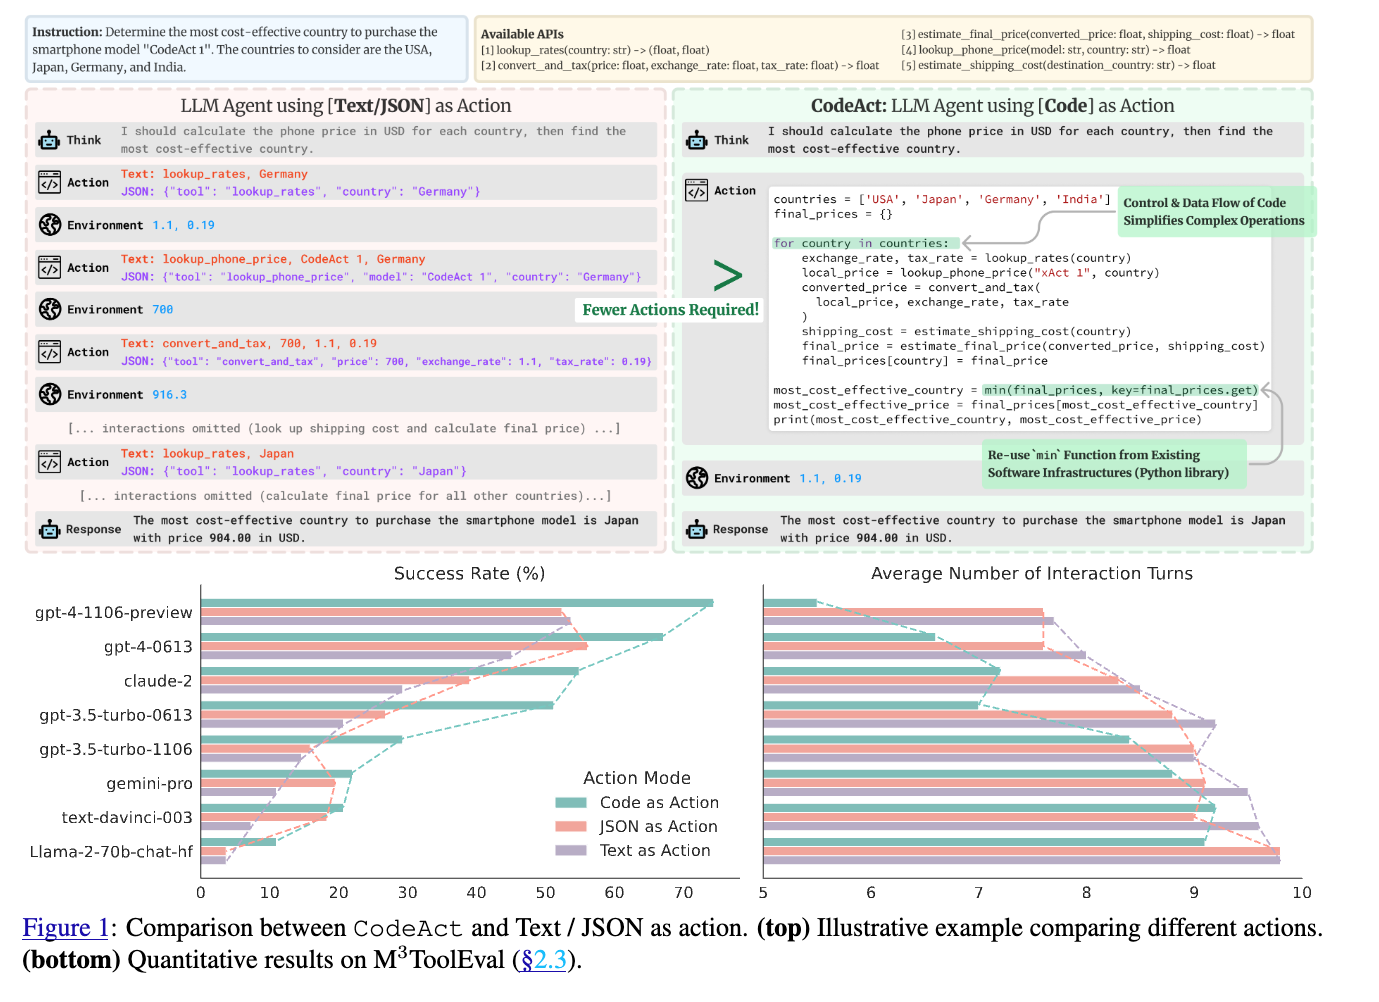 Instruction: Determine the most cost-effective country to purchase the
smartphone model "CodeAct 1". The countries to consider are the USA,
Japan, Germany, and India.
Available APIs
[1] lookup_rates(country: str) -> (float, float)
[2] convert_and_tax(price: float, exchange_rate: float, tax_rate: float) -> float
[3] estimate_final_price(converted_price: float, shipping_cost: float) -> float
[4] lookup_phone_price(model: str, country: str) -> float
[5] estimate_shipping_cost(destination_country: str) -> float
LLM Agent using [Text/JSON] as Action
Think
I should calculate the phone price in USD for each country, then find the
most cost-effective country.
Action
Text: lookup_rates, Germany
JSON: {"tool": "lookup_rates", "country": "Germany"}
Environment 1.1, 0.19
Action
Text: lookup_phone_price, CodeAct 1, Germany
JSON: {"tool": "lookup_phone_price", "model": "CodeAct 1", "country": "Germany"}
Environment 700
Action
Text: convert_and_tax, 700, 1.1, 0.19
JSON: {"tool": "convert_and_tax", "price": 700, "exchange_rate": 1.1, "tax_rate": 0.19}
Environment 916.3
[... interactions omitted (look up shipping cost and calculate final price) ...]
Action
Text: lookup_rates, Japan
JSON: {"tool": "lookup_rates", "country": "Japan"}
[... interactions omitted (calculate final price for all other countries)...]
Response
The most cost-effective country to purchase the smartphone model is Japan
with price 904.00 in USD.
>
Fewer Actions Required!
CodeAct: LLM Agent using [Code] as Action
Think
I should calculate the phone price in USD for each country, then find the
most cost-effective country.
Action
countries = ['USA', 'Japan', 'Germany', 'India']
final_prices = {}
for country in countries:
exchange_rate, tax_rate = lookup_rates(country)
local_price = lookup_phone_price("xAct 1", country)
converted_price = convert_and_tax(
local_price, exchange_rate, tax_rate
)
shipping_cost = estimate_shipping_cost(country)
final_price = estimate_final_price(converted_price, shipping_cost)
final_prices[country] = final_price
most_cost_effective_country = min(final_prices, key=final_prices.get)
most_cost_effective_price = final_prices[most_cost_effective_country]
print(most_cost_effective_country, most_cost_effective_price)
Control & Data Flow of Code
Simplifies Complex Operations
Re-use `min` Function from Existing
Software Infrastructures (Python library)
Environment 1.1, 0.19
Response
The most cost-effective country to purchase the smartphone model is Japan
with price 904.00 in USD.
Success Rate (%)
gpt-4-1106-preview
gpt-4-0613
claude-2
gpt-3.5-turbo-0613
gpt-3.5-turbo-1106
gemini-pro
text-davinci-003
Llama-2-70b-chat-hf
0 10 20 30 40 50 60 70
Action Mode
Code as Action
JSON as Action
Text as Action
Average Number of Interaction Turns
5 6 7 8 9 10
Figure 1: Comparison between CodeAct and Text / JSON as action. (top) Illustrative example comparing different actions.
(bottom) Quantitative results on M³ToolEval (§2.3).